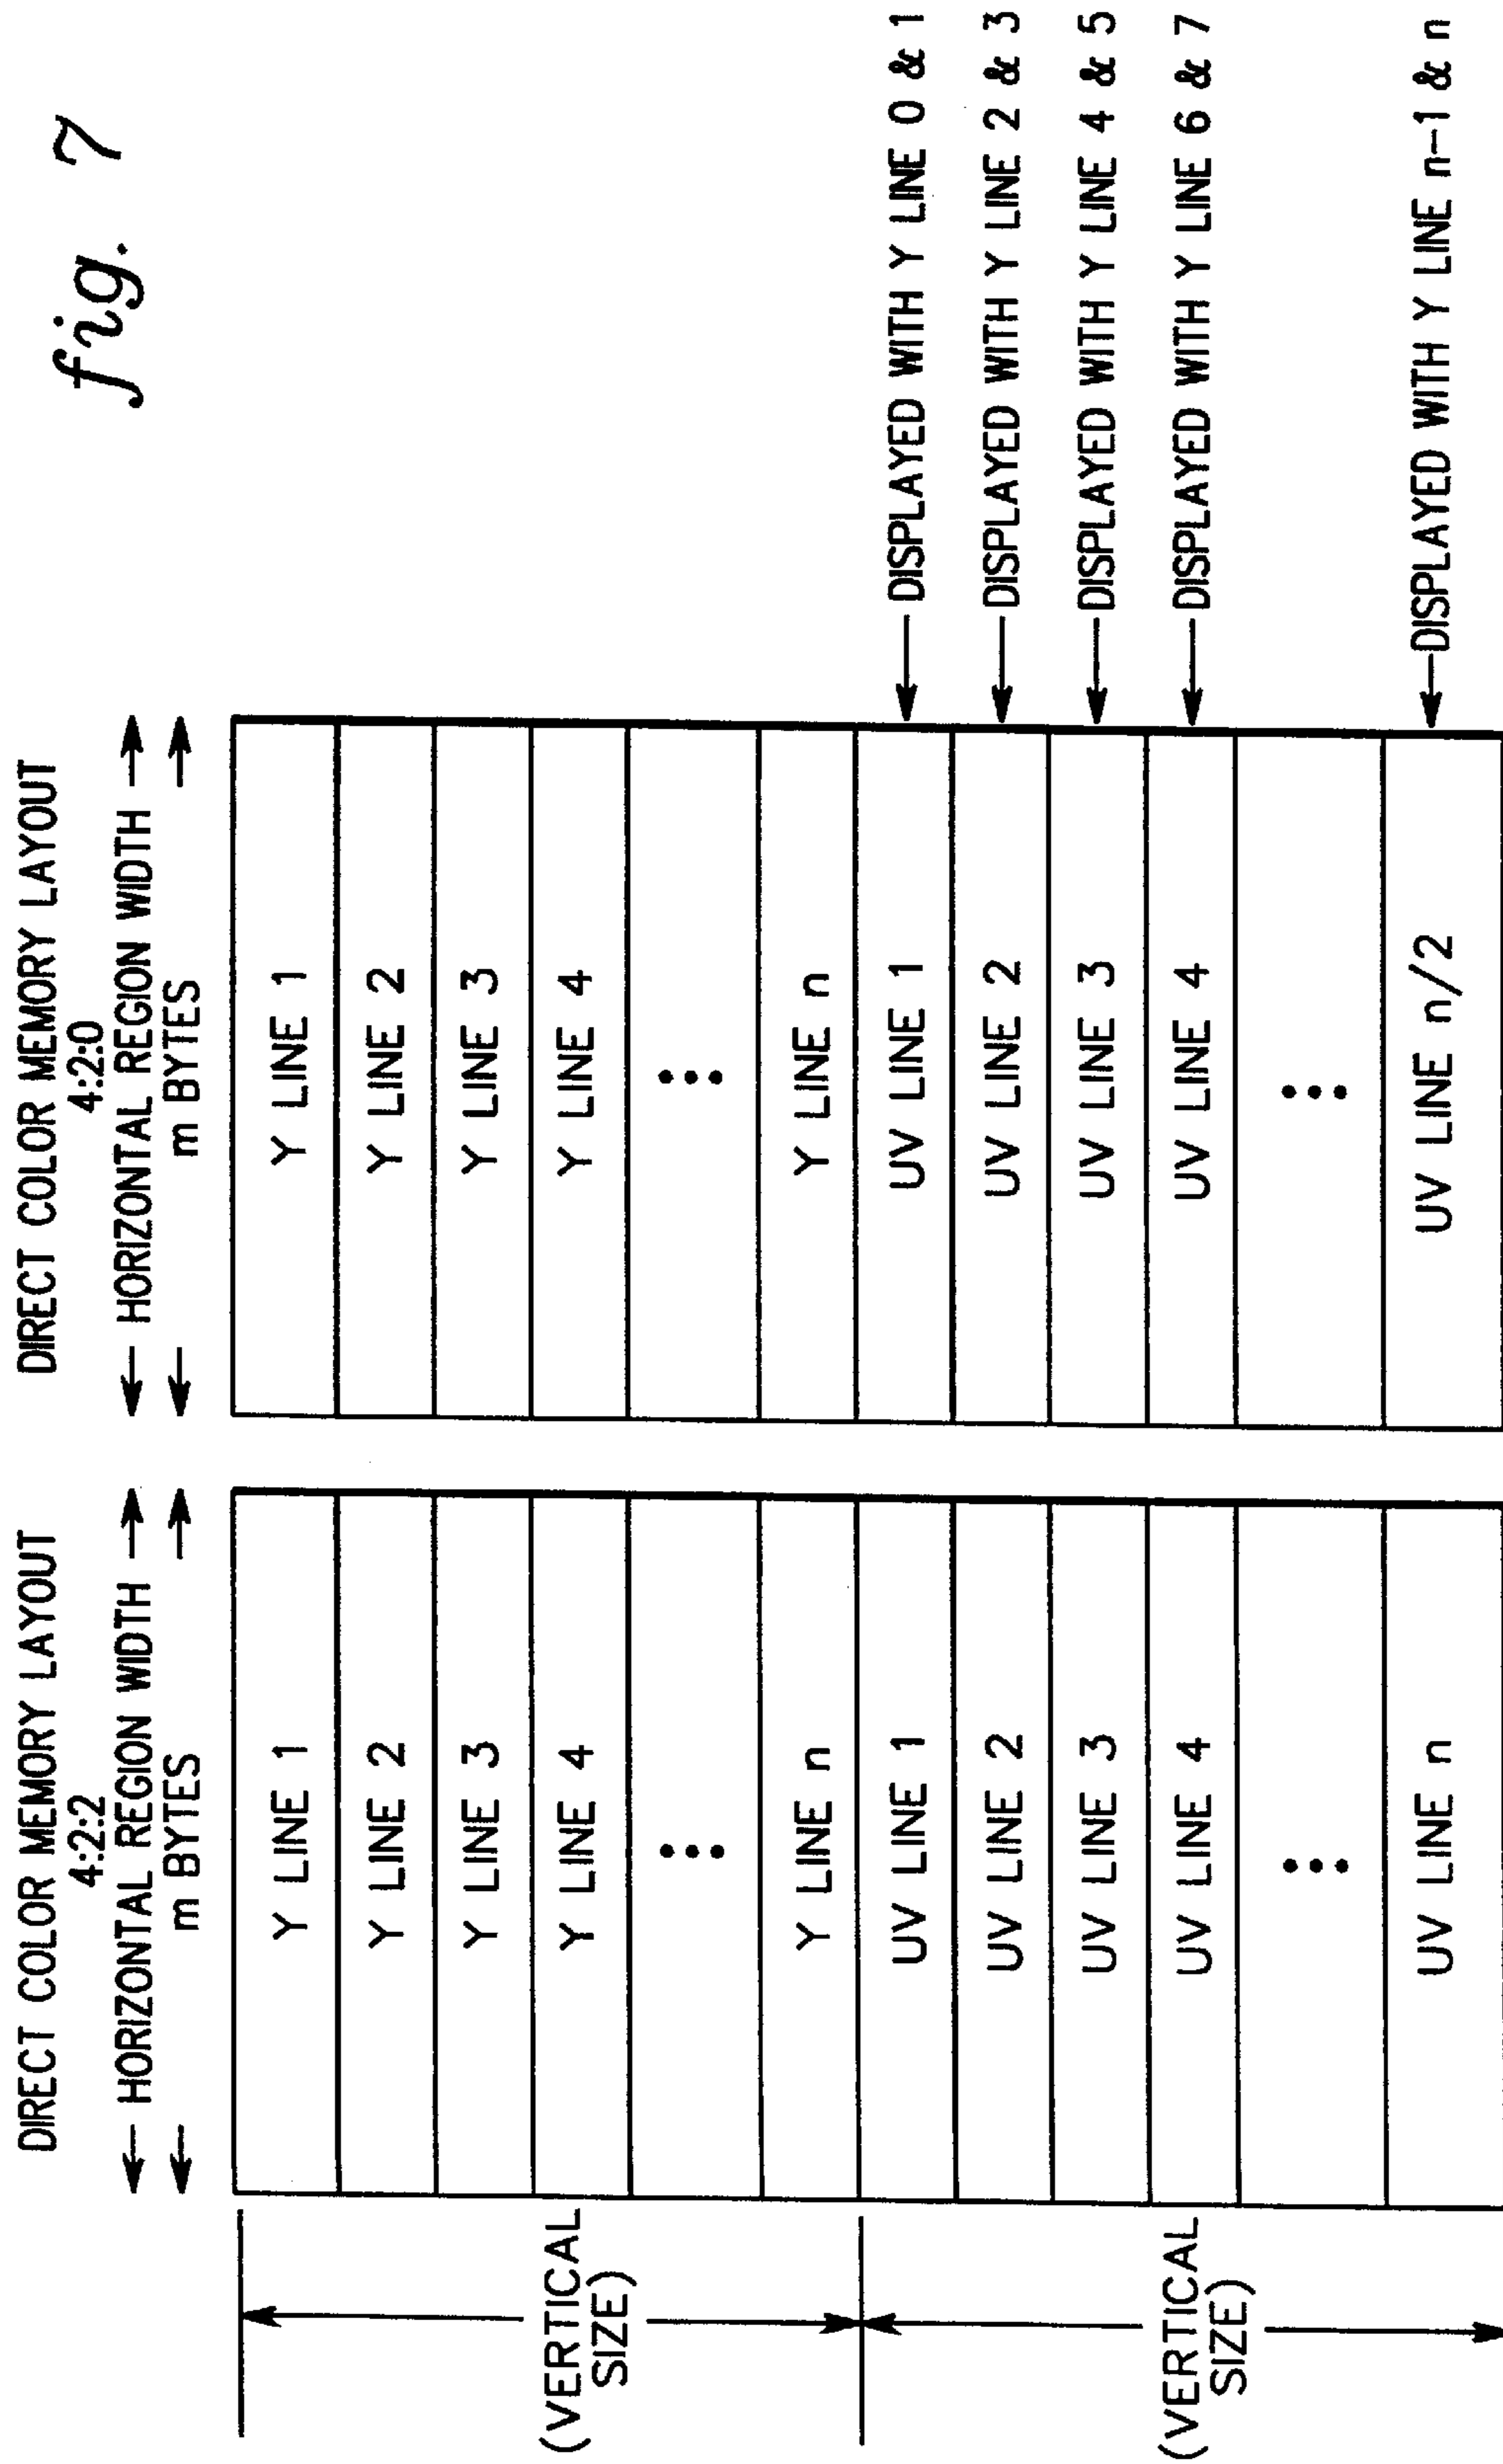 fig. 7
DIRECT COLOR MEMORY LAYOUT
4:2:2
HORIZONTAL REGION WIDTH
m BYTES
(VERTICAL
SIZE)
(VERTICAL
SIZE)
Y LINE 1
Y LINE 2
Y LINE 3
Y LINE 4
Y LINE n
UV LINE 1
UV LINE 2
UV LINE 3
UV LINE 4
UV LINE n
DIRECT COLOR MEMORY LAYOUT
4:2:0
HORIZONTAL REGION WIDTH
m BYTES
Y LINE 1
Y LINE 2
Y LINE 3
Y LINE 4
Y LINE n
UV LINE 1
UV LINE 2
UV LINE 3
UV LINE 4
UV LINE n/2
DISPLAYED WITH Y LINE 0 & 1
DISPLAYED WITH Y LINE 2 & 3
DISPLAYED WITH Y LINE 4 & 5
DISPLAYED WITH Y LINE 6 & 7
DISPLAYED WITH Y LINE n-1 & n